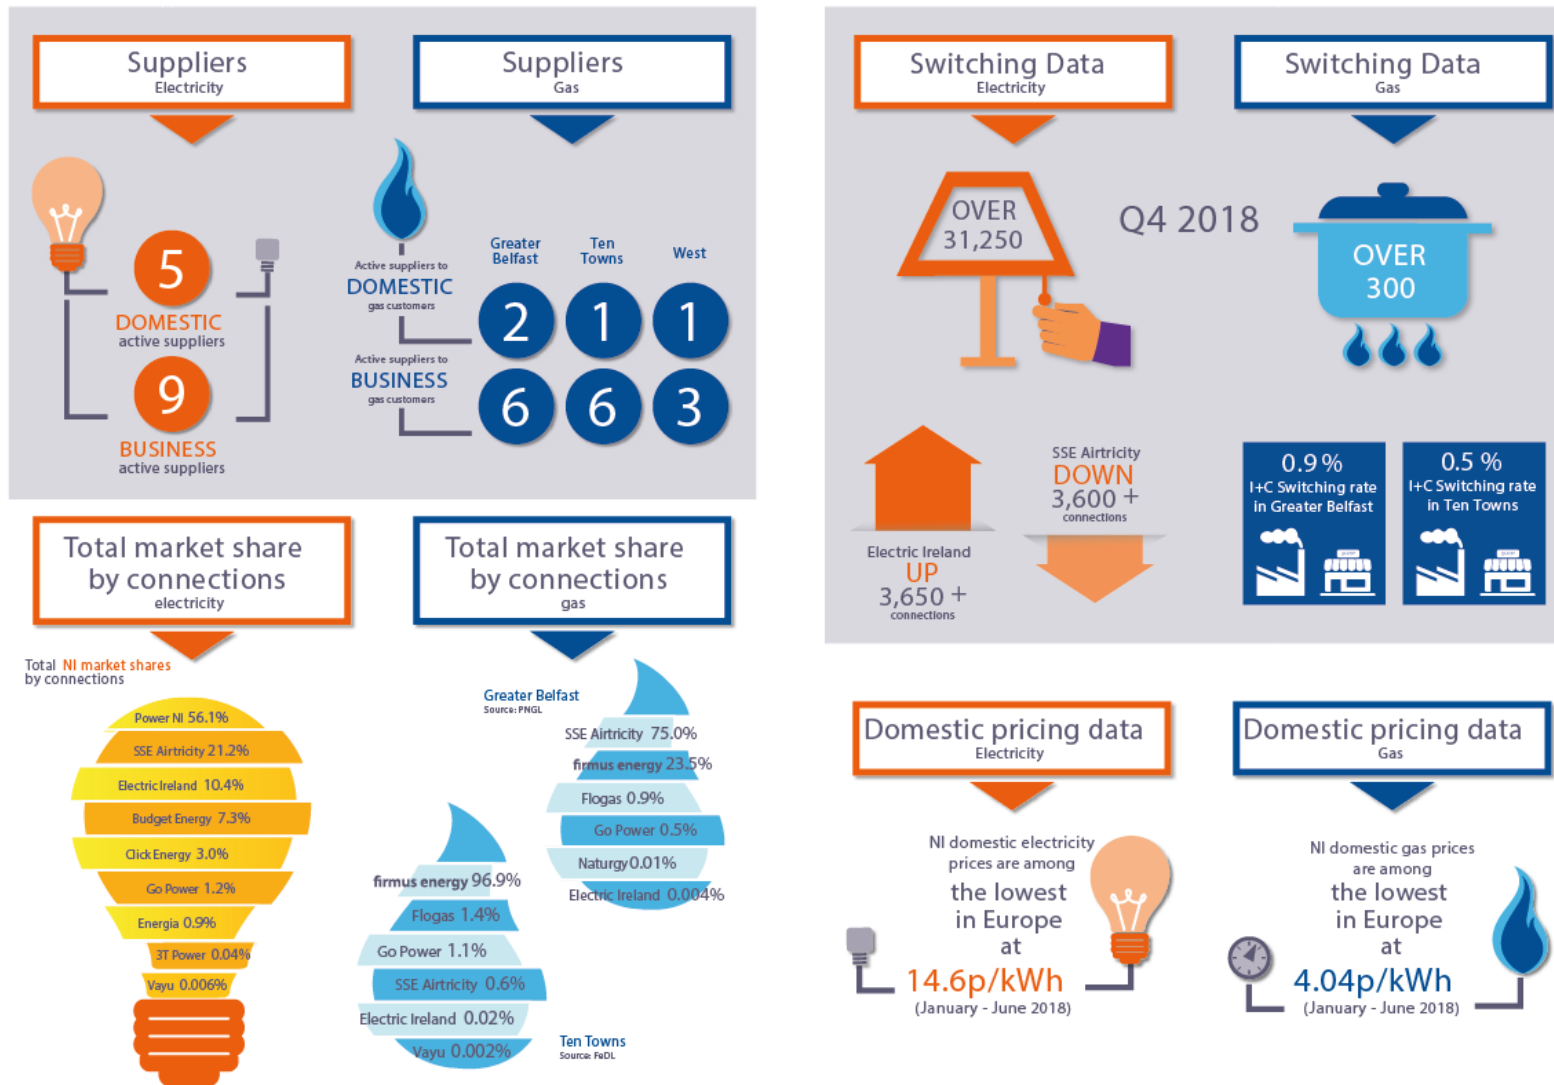 Suppliers
Electricity
5
DOMESTIC
active suppliers
9
BUSINESS
active suppliers
Suppliers
Gas
Greater
Belfast
Ten
Towns
West
Active suppliers to
DOMESTIC
gas customers
2 1 1
Active suppliers to
BUSINESS
gas customers
6 6 3
Total market share
by connections
electricity
Total NI market shares
by connections
Power NI 56.1%
SSE Airtricity 21.2%
Electric Ireland 10.4%
Budget Energy 7.3%
Click Energy 3.0%
Go Power 1.2%
Energia 0.9%
3T Power 0.04%
Vayu 0.006%
Total market share
by connections
gas
Greater Belfast
Source: PNGL
SSE Airtricity 75.0%
firmus energy 23.5%
Flogas 0.9%
Go Power 0.5%
Naturgy 0.01%
Electric Ireland 0.004%
firmus energy 96.9%
Flogas 1.4%
Go Power 1.1%
SSE Airtricity 0.6%
Electric Ireland 0.02%
Vayu 0.002%
Ten Towns
Source: FeDL
Switching Data
Electricity
Switching Data
Gas
OVER
31,250
Q4 2018
OVER
300
Electric Ireland
UP
3,650 +
connections
SSE Airtricity
DOWN
3,600 +
connections
0.9 %
I+C Switching rate
in Greater Belfast
0.5 %
I+C Switching rate
in Ten Towns
Domestic pricing data
Electricity
NI domestic electricity
prices are among
the lowest
in Europe
at
14.6p/kWh
(January - June 2018)
Domestic pricing data
Gas
NI domestic gas prices
are among
the lowest
in Europe
at
4.04p/kWh
(January - June 2018)